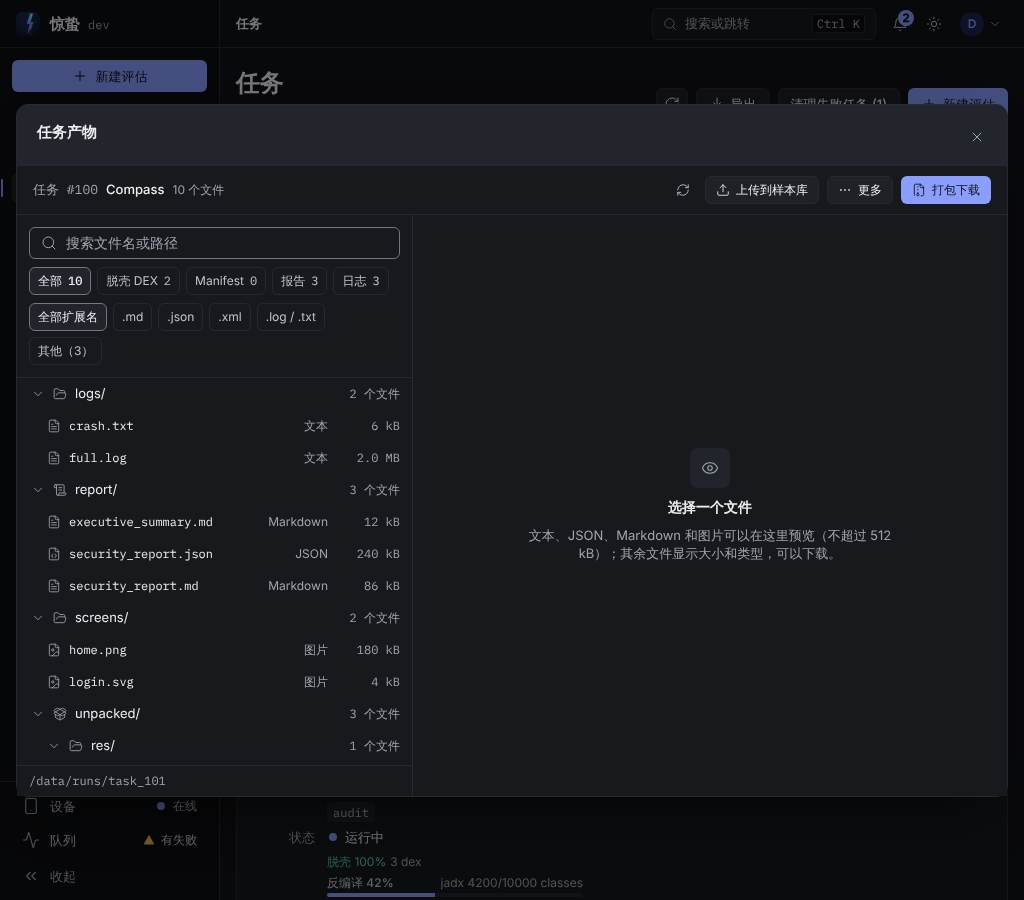 惊蛰 dev
任务
搜索或跳转 Ctrl K
2
D
新建评估
任务
导出
清理失败任务 (1)
新建评估
任务产物
任务 #100 Compass 10 个文件
上传到样本库
更多
打包下载
搜索文件名或路径
全部 10
脱壳 DEX 2
Manifest 0
报告 3
日志 3
全部扩展名
.md
.json
.xml
.log / .txt
其他（3）
logs/ 2 个文件
crash.txt 文本 6 kB
full.log 文本 2.0 MB
report/ 3 个文件
executive_summary.md Markdown 12 kB
security_report.json JSON 240 kB
security_report.md Markdown 86 kB
screens/ 2 个文件
home.png 图片 180 kB
login.svg 图片 4 kB
unpacked/ 3 个文件
res/ 1 个文件
/data/runs/task_101
选择一个文件
文本、JSON、Markdown 和图片可以在这里预览（不超过 512
kB）；其余文件显示大小和类型，可以下载。
设备 在线
队列 有失败
收起
audit
状态 运行中
脱壳 100% 3 dex
反编译 42% jadx 4200/10000 classes